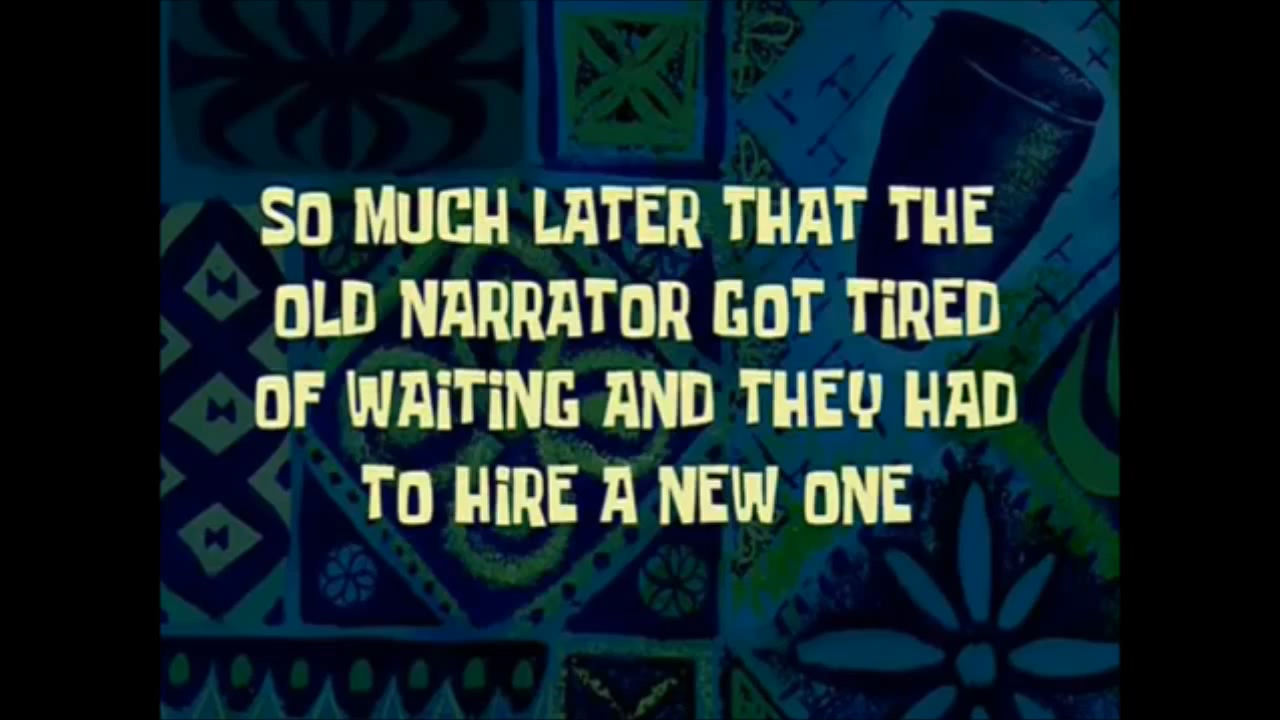 SO MUCH LATER THAT THE
OLD NARRATOR GOT TiRED
OF WAiTiNG AND THEY HAD
TO HiRE A NEW ONE